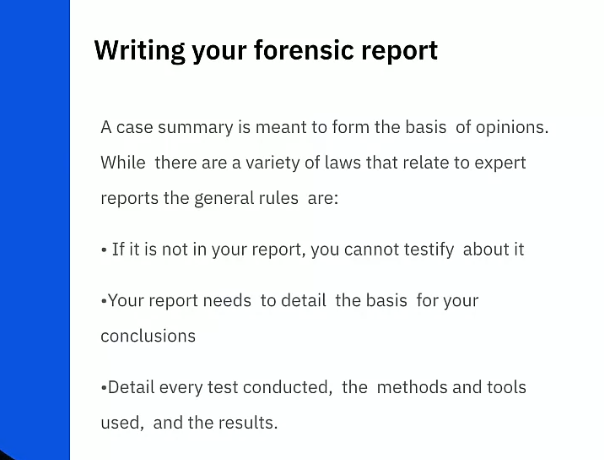 Writing your forensic report
A case summary is meant to form the basis  of opinions.
While  there are a variety of laws that relate to expert
reports the general rules  are:
• If it is not in your report, you cannot testify  about it
•Your report needs  to detail  the basis  for your
conclusions
•Detail every test conducted,  the  methods and tools
used,  and the results.